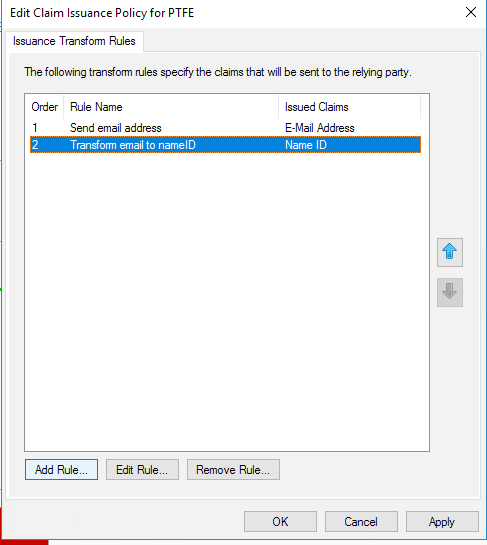 Edit Claim Issuance Policy for PTFE
Issuance Transform Rules
The following transform rules specify the claims that will be sent to the relying party.
Order Rule Name Issued Claims
1 Send email address E-Mail Address
2 Transform email to nameID Name ID
Add Rule... Edit Rule... Remove Rule...
OK Cancel Apply